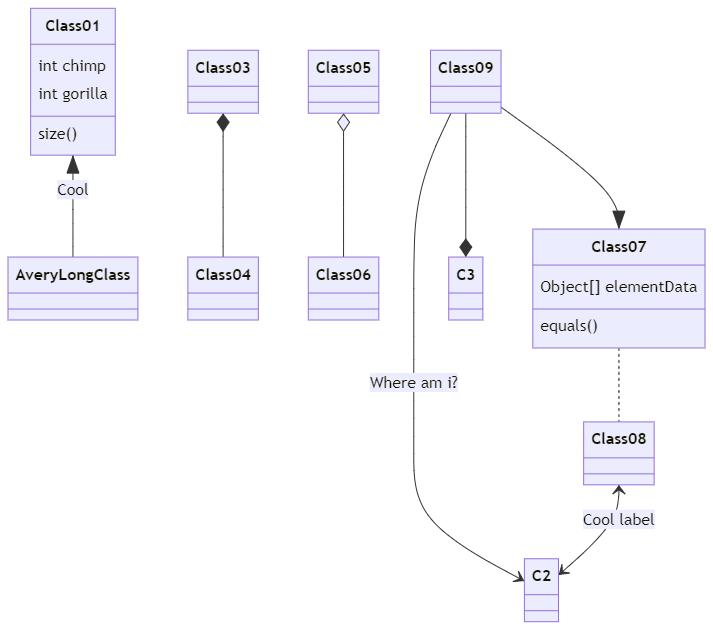 Class01
int chimp
int gorilla
size()
Cool
AveryLongClass
Class03
Class04
Class05
Class06
Class09
C3
Where am i?
Class07
Object[] elementData
equals()
Class08
Cool label
C2